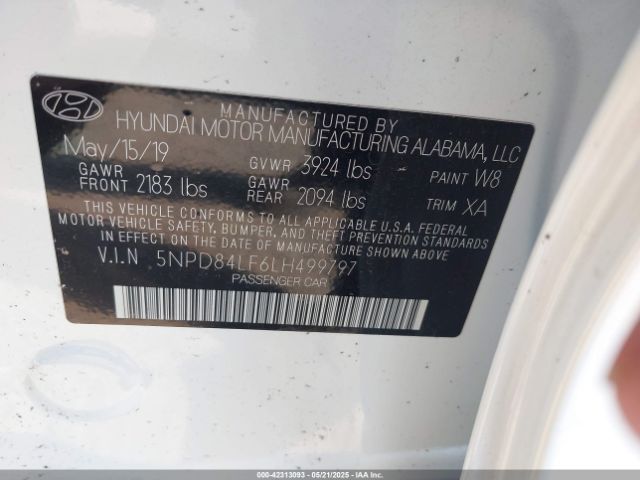 MANUFACTURED BY
HYUNDAI MOTOR MANUFACTURING ALABAMA, LLC
May/15/19 GVWR 3924 lbs PAINT W8
GAWR FRONT 2183 lbs GAWR REAR 2094 lbs TRIM XA
THIS VEHICLE CONFORMS TO ALL APPLICABLE U.S.A. FEDERAL
MOTOR VEHICLE SAFETY, BUMPER, AND THEFT PREVENTION STANDARDS
IN EFFECT ON THE DATE OF MANUFACTURE SHOWN ABOVE
V.I.N 5NPD84LF6LH499797
PASSENGER CAR
000-42313093 - 05/21/2025 - IAAI.COM